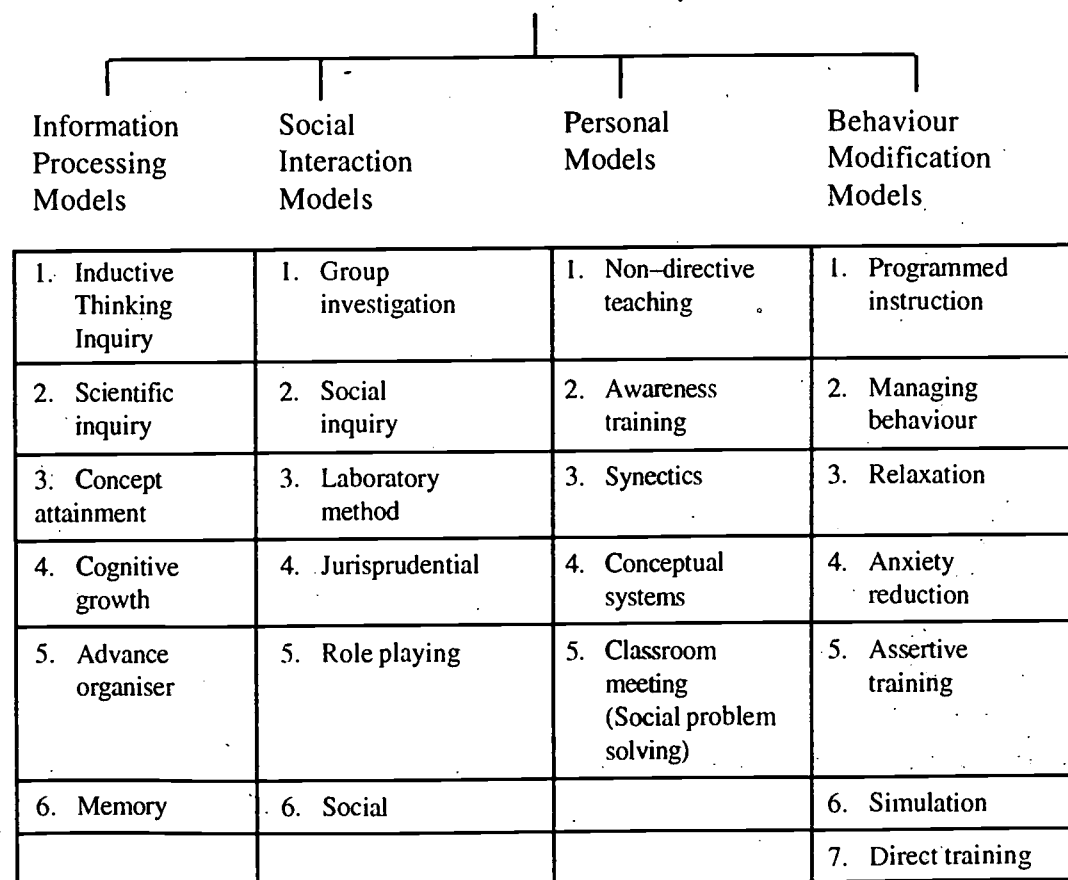 Information
Processing
Models
Social
Interaction
Models
Personal
Models
Behaviour
Modification
Models
1. Inductive
Thinking
Inquiry
1. Group
investigation
1. Non–directive
teaching
1. Programmed
instruction
2. Scientific
inquiry
2. Social
inquiry
2. Awareness
training
2. Managing
behaviour
3. Concept
attainment
3. Laboratory
method
3. Synectics
3. Relaxation
4. Cognitive
growth
4. Jurisprudential
4. Conceptual
systems
4. Anxiety
reduction
5. Advance
organiser
5. Role playing
5. Classroom
meeting
(Social problem
solving)
5. Assertive
training
6. Memory
6. Social
6. Simulation
7. Direct training